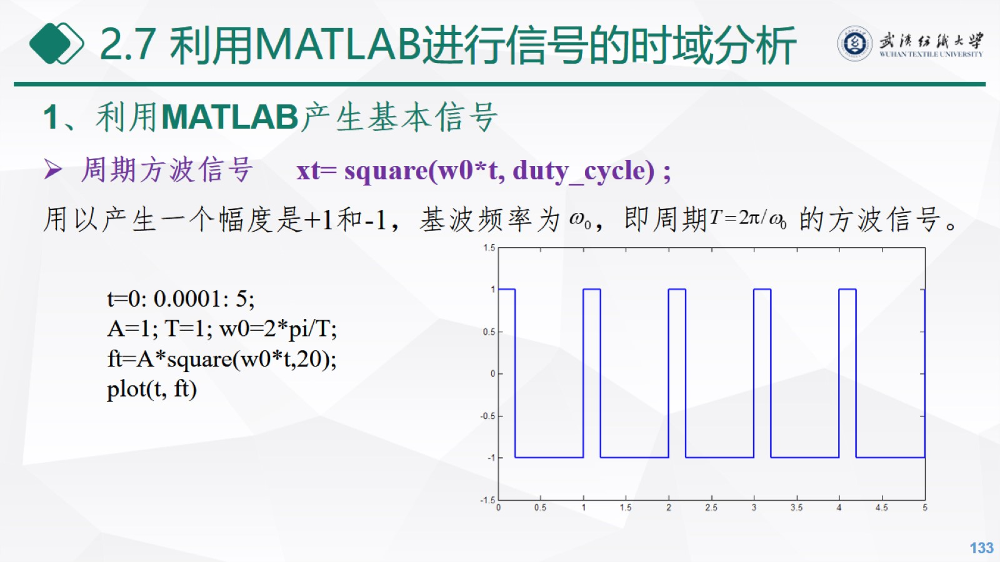 2.7 利用MATLAB进行信号的时域分析
武汉纺织大学
WUHAN TEXTILE UNIVERSITY
1、利用MATLAB产生基本信号
周期方波信号 xt= square(w0*t, duty_cycle) ;
用以产生一个幅度是+1和-1，基波频率为 ω₀，即周期T=2π/ω₀ 的方波信号。
t=0: 0.0001: 5;
A=1; T=1; w0=2*pi/T;
ft=A*square(w0*t,20);
plot(t, ft)
1.5
1
0.5
0
-0.5
-1
-1.5
0 0.5 1 1.5 2 2.5 3 3.5 4 4.5 5
133